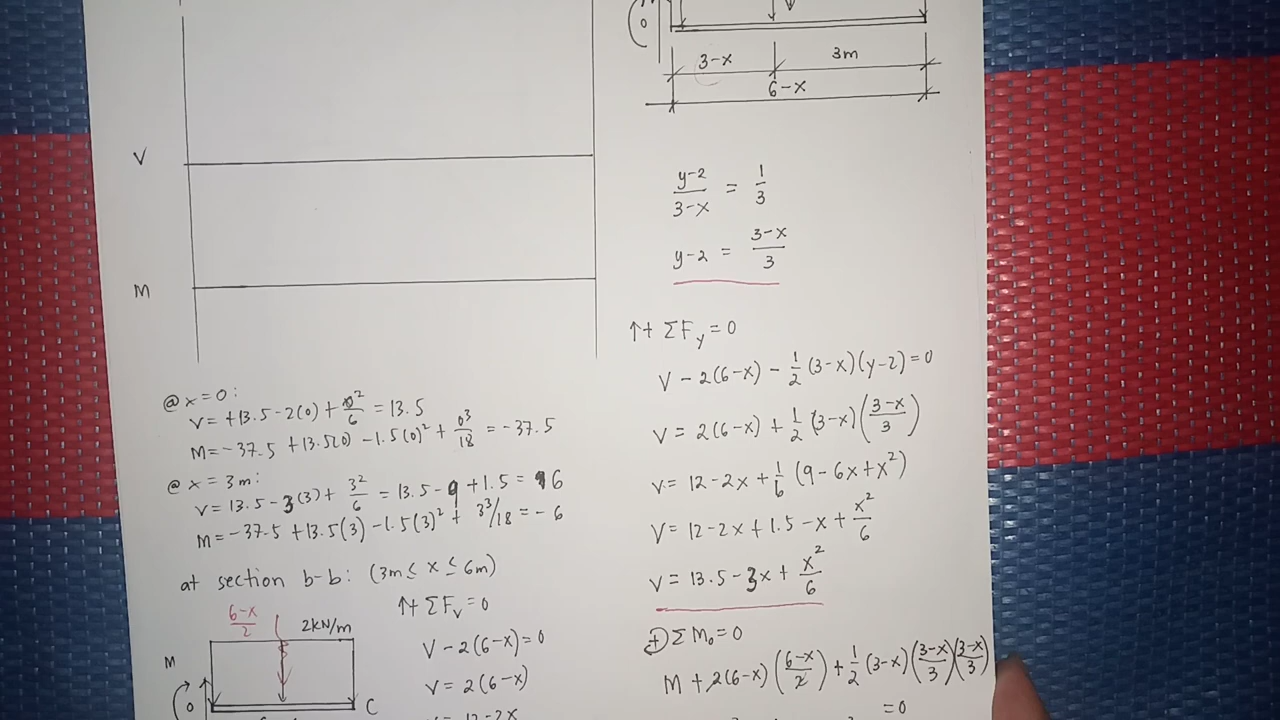 V
M
@ x = 0:
V = +13.5 - 2(0) + 0²/6 = 13.5
M = -37.5 + 13.5(0) - 1.5(0)² + 0³/18 = -37.5
@ x = 3m:
V = 13.5 - 3(3) + 3²/6 = 13.5 - 9 + 1.5 = 6
M = -37.5 + 13.5(3) - 1.5(3)² + 3³/18 = -6
at section b-b: (3m ≤ x ≤ 6m)
6-x/2
2KN/m
M
O
C
↑+ ΣFv = 0
V - 2(6-x) = 0
V = 2(6-x)
V = 12-2x
O
3-x
3m
6-x
y-2/3-x = 1/3
y-2 = 3-x/3
↑+ ΣFy = 0
V - 2(6-x) - 1/2 (3-x)(y-2) = 0
V = 2(6-x) + 1/2 (3-x)(3-x/3)
V = 12-2x + 1/6 (9-6x+x²)
V = 12-2x + 1.5 - x + x²/6
V = 13.5 - 3x + x²/6
+ ΣMo = 0
M + 2(6-x)(6-x/2) + 1/2 (3-x)(3-x/3)(3-x/3)
= 0